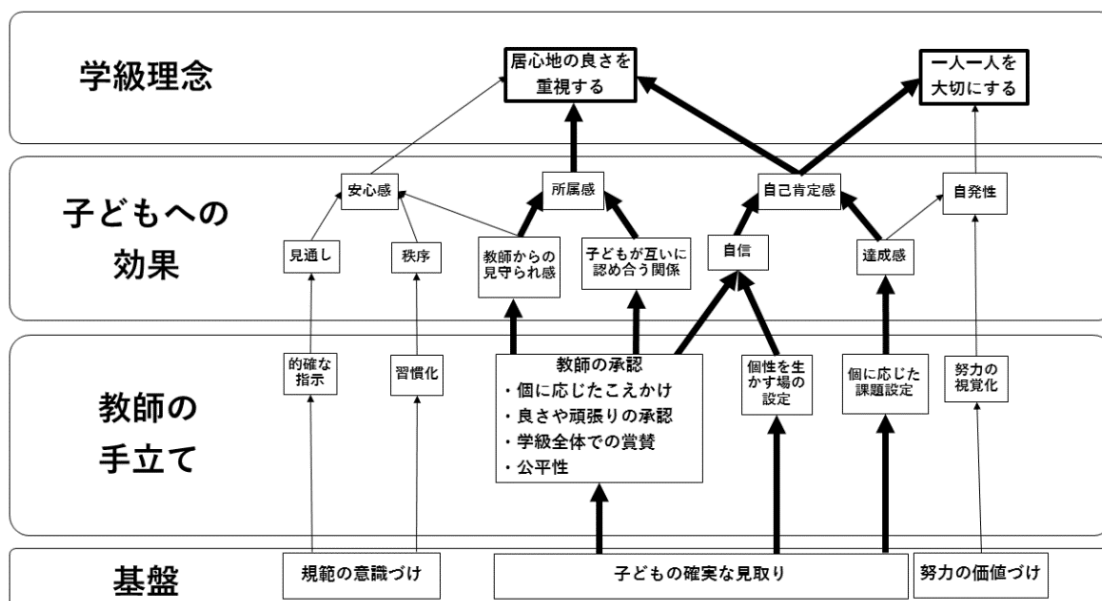 学級理念
居心地の良さを
重視する
一人一人を
大切にする
子どもへの
効果
安心感
所属感
自己肯定感
自発性
見通し
秩序
教師からの
見守られ感
子どもが互いに
認め合う関係
自信
達成感
教師の
手立て
的確な
指示
習慣化
教師の承認
・個に応じたこえかけ
・良さや頑張りの承認
・学級全体での賞賛
・公平性
個性を生
かす場の
設定
個に応じた
課題設定
努力の
視覚化
基盤
規範の意識づけ
子どもの確実な見取り
努力の価値づけ